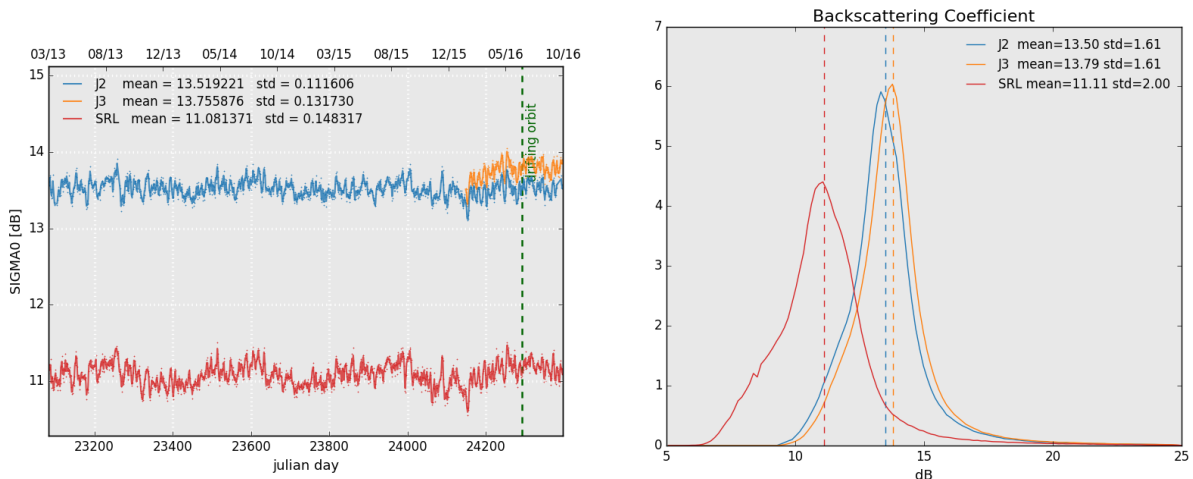 03/13 08/13 12/13 05/14 10/14 03/15 08/15 12/15 05/16 10/16
15
14
13
12
11
SIGMA0 [dB]
J2 mean = 13.519221 std = 0.111606
J3 mean = 13.755876 std = 0.131730
SRL mean = 11.081371 std = 0.148317
drifting orbit
23200 23400 23600 23800 24000 24200
julian day
Backscattering Coefficient
7
6
5
4
3
2
1
0
J2 mean=13.50 std=1.61
J3 mean=13.79 std=1.61
SRL mean=11.11 std=2.00
5 10 15 20 25
dB